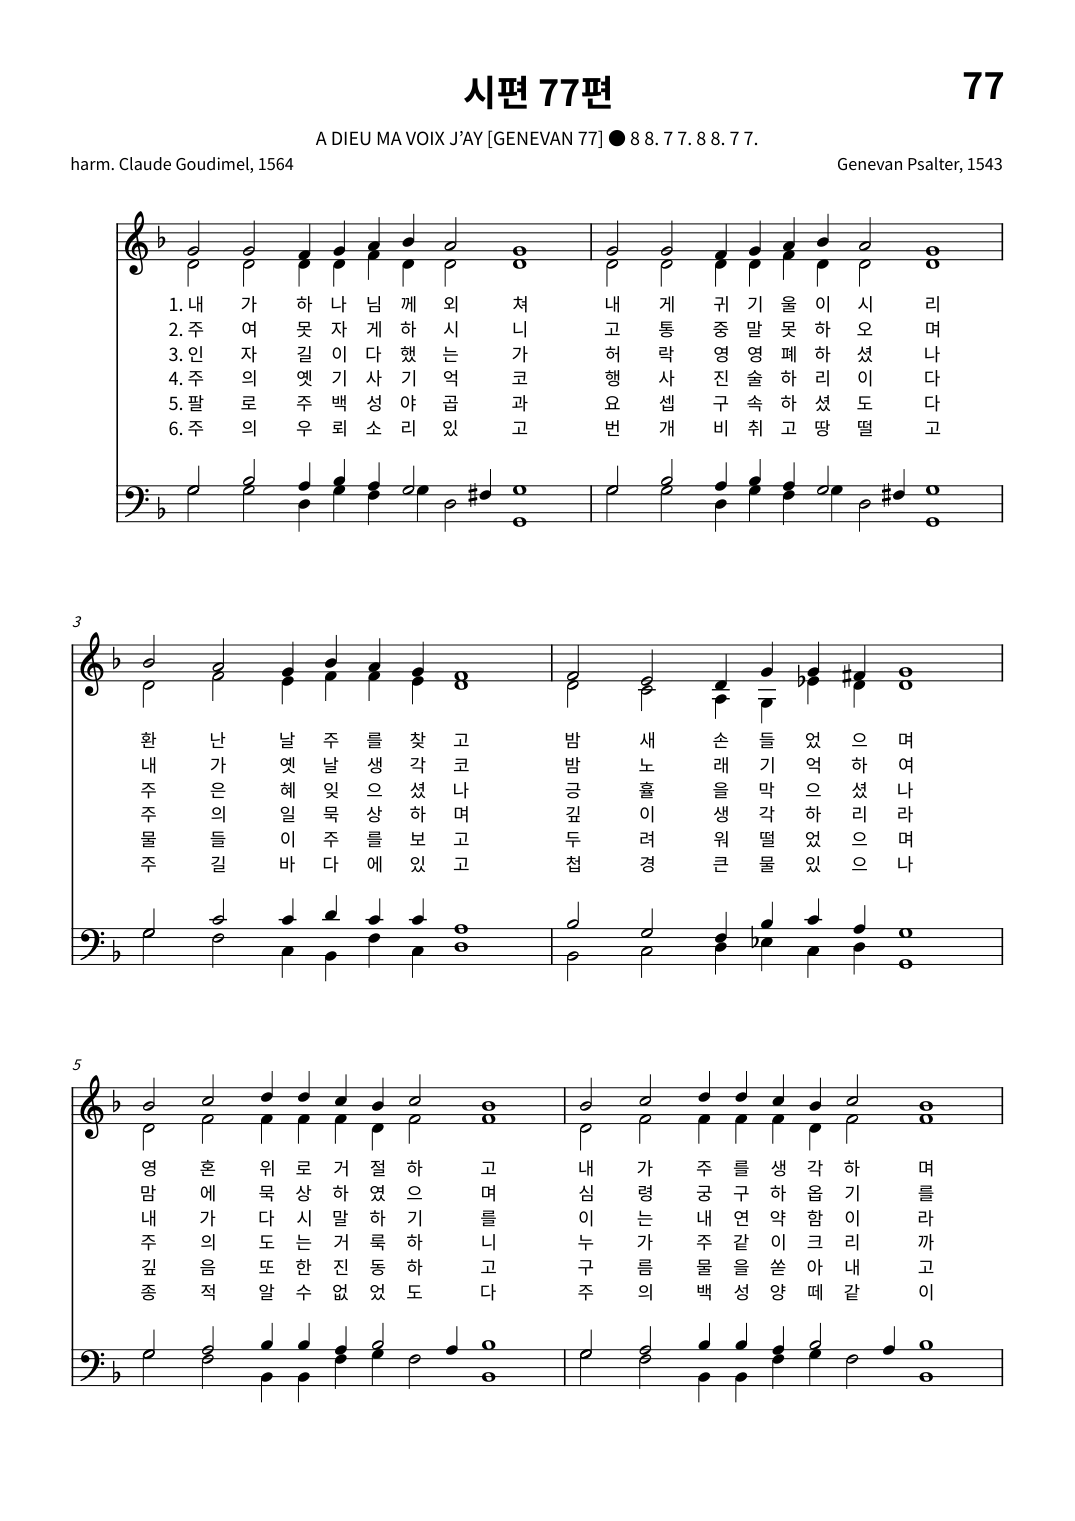 시편 77편
77
A DIEU MA VOIX J’AY [GENEVAN 77] ● 8 8. 7 7. 8 8. 7 7.
harm. Claude Goudimel, 1564
Genevan Psalter, 1543
1. 내 가 하 나 님 께 외 쳐 내 게 귀 기 울 이 시 리
2. 주 여 못 자 게 하 시 니 고 통 중 말 못 하 오 며
3. 인 자 길 이 다 했 는 가 허 락 영 영 폐 하 셨 나
4. 주 의 옛 기 사 기 억 코 행 사 진 술 하 리 이 다
5. 팔 로 주 백 성 야 곱 과 요 셉 구 속 하 셨 도 다
6. 주 의 우 뢰 소 리 있 고 번 개 비 취 고 땅 떨 고
3
환 난 날 주 를 찾 고 밤 새 손 들 었 으 며
내 가 옛 날 생 각 코 밤 노 래 기 억 하 여
주 은 혜 잊 으 셨 나 긍 휼 을 막 으 셨 나
주 의 일 묵 상 하 며 깊 이 생 각 하 리 라
물 들 이 주 를 보 고 두 려 워 떨 었 으 며
주 길 바 다 에 있 고 첩 경 큰 물 있 으 나
5
영 혼 위 로 거 절 하 고 내 가 주 를 생 각 하 며
맘 에 묵 상 하 였 으 며 심 령 궁 구 하 옵 기 를
내 가 다 시 말 하 기 를 이 는 내 연 약 함 이 라
주 의 도 는 거 룩 하 니 누 가 주 같 이 크 리 까
깊 음 또 한 진 동 하 고 구 름 물 을 쏟 아 내 고
종 적 알 수 없 었 도 다 주 의 백 성 양 떼 같 이